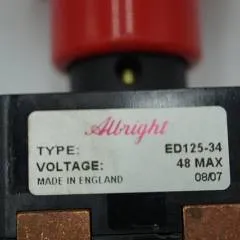 Albright
TYPE: ED125-34
VOLTAGE: 48 MAX
MADE IN ENGLAND 08/07